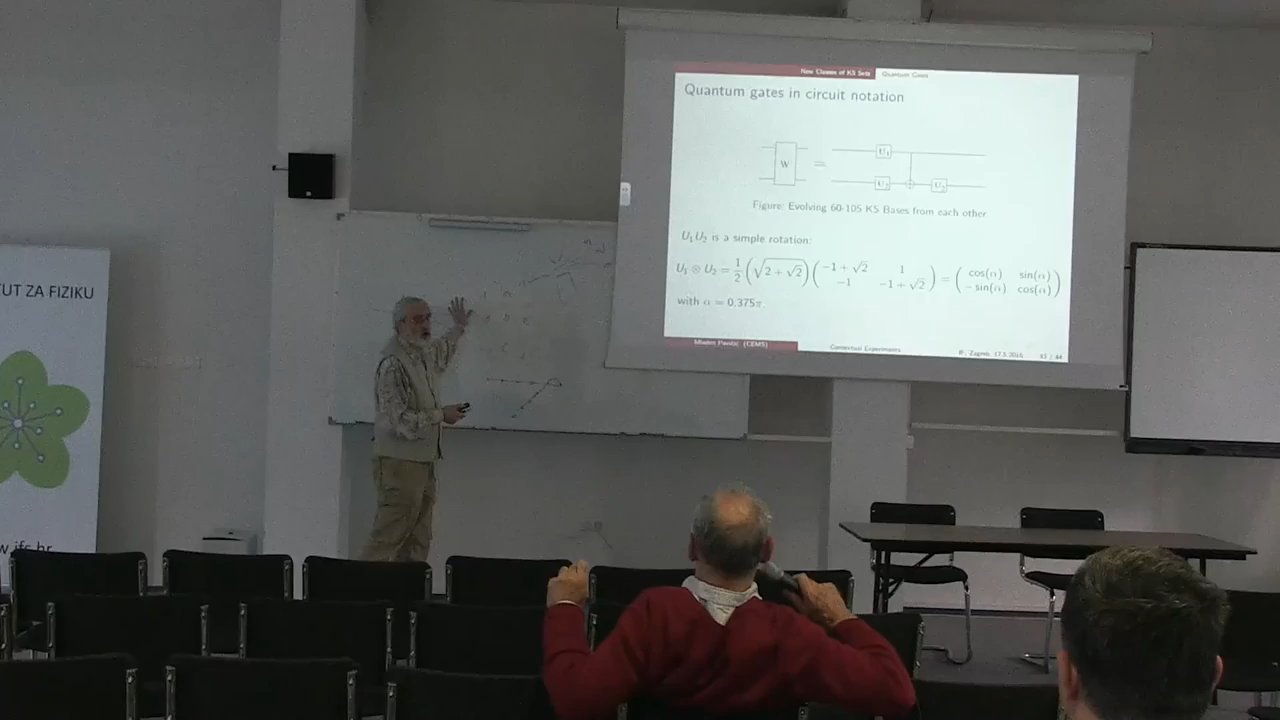 New Classes of KS Sets
Quantum Gates
Quantum gates in circuit notation
W = U₁
U₂ U₂
Figure: Evolving 60-105 KS Bases from each other
U₁U₂ is a simple rotation:
U₁ ⊗ U₂ = 1/2 (√(2 + √2)) (−1 + √2 1 −1 −1 + √2) = (cos(α) sin(α) −sin(α) cos(α))
with α = 0.375π.
Mladen Pavičić (CEMS)
Contextual Experiments
IF, Zagreb, 17.5.2016.
43 / 44
UT ZA FIZIKU
w.ifs.hr